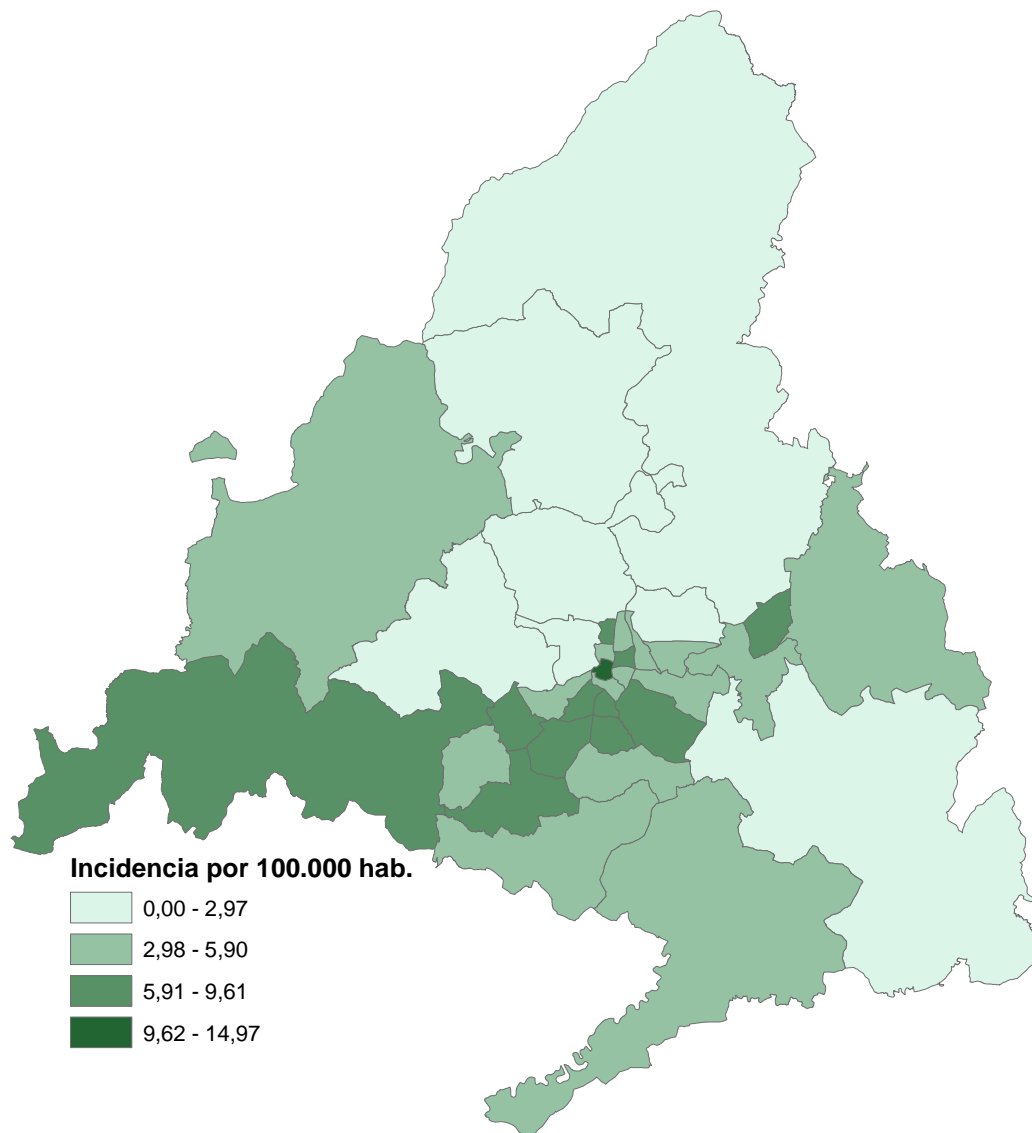 Incidencia por 100.000 hab.
0,00 - 2,97
2,98 - 5,90
5,91 - 9,61
9,62 - 14,97